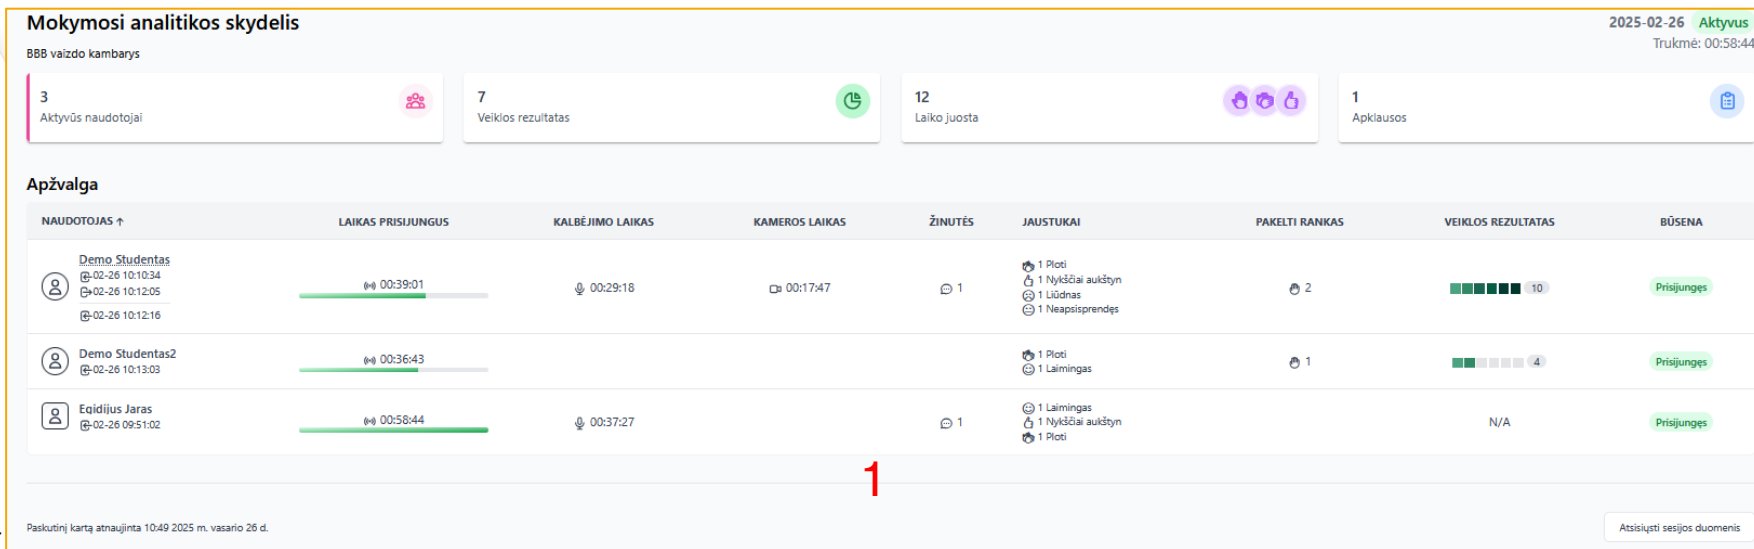 Mokymosi analitikos skydelis
2025-02-26 Aktyvus
BBB vaizdo kambarys
Trukmė: 00:58:44
3
Aktyvūs naudotojai
7
Veiklos rezultatas
12
Laiko juosta
1
Apklausos
Apžvalga
NAUDOTOJAS ↑ LAIKAS PRISIJUNGUS KALBĖJIMO LAIKAS KAMEROS LAIKAS ŽINUTĖS JAUSTUKAI PAKELTI RANKAS VEIKLOS REZULTATAS BŪSENA
Demo Studentas
02-26 10:10:34
02-26 10:12:05
02-26 10:12:16
00:39:01
00:29:18
00:17:47
1
1 Ploti
1 Nykščiai aukštyn
1 Liūdnas
1 Neapsisprendęs
2
10
Prisijungęs
Demo Studentas2
02-26 10:13:03
00:36:43
1 Ploti
1 Laimingas
1
4
Prisijungęs
Egidijus Jaras
02-26 09:51:02
00:58:44
00:37:27
1
1 Laimingas
1 Nykščiai aukštyn
1 Ploti
N/A
Prisijungęs
1
Paskutinį kartą atnaujinta 10:49 2025 m. vasario 26 d.
Atsisiųsti sesijos duomenis